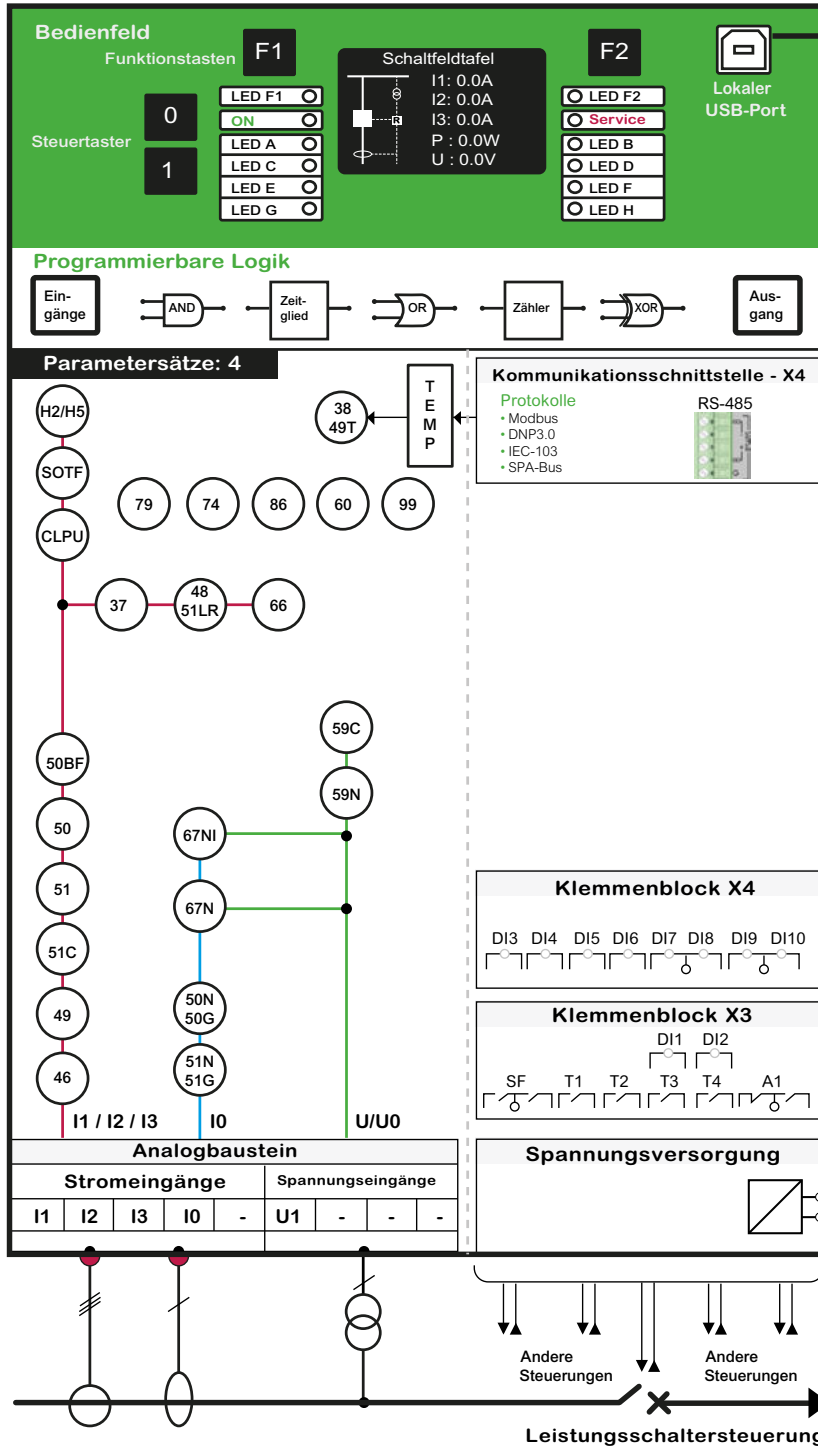 Bedienfeld
Funktionstasten
F1
F2
Schaltfeldtafel
I1: 0.0A
I2: 0.0A
I3: 0.0A
P : 0.0W
U : 0.0V
R
Lokaler
USB-Port
Steuertaster
0
1
LED F1
ON
LED A
LED C
LED E
LED G
LED F2
Service
LED B
LED D
LED F
LED H
Programmierbare Logik
Ein-
gänge
AND
Zeit-
glied
OR
Zähler
XOR
Aus-
gang
Parametersätze: 4
H2/H5
SOTF
CLPU
38
49T
T
E
M
P
79
74
86
60
99
37
48
51LR
66
50BF
50
51
51C
49
46
59C
59N
67NI
67N
50N
50G
51N
51G
I1 / I2 / I3
I0
U/U0
Kommunikationsschnittstelle - X4
Protokolle
• Modbus
• DNP3.0
• IEC-103
• SPA-Bus
RS-485
Klemmenblock X4
DI3 DI4 DI5 DI6 DI7 DI8 DI9 DI10
Klemmenblock X3
DI1 DI2
SF T1 T2 T3 T4 A1
Analogbaustein
Stromeingänge
Spannungseingänge
I1 I2 I3 I0 - U1 - - -
Spannungsversorgung
Andere
Steuerungen
Andere
Steuerungen
Leistungsschaltersteuerung